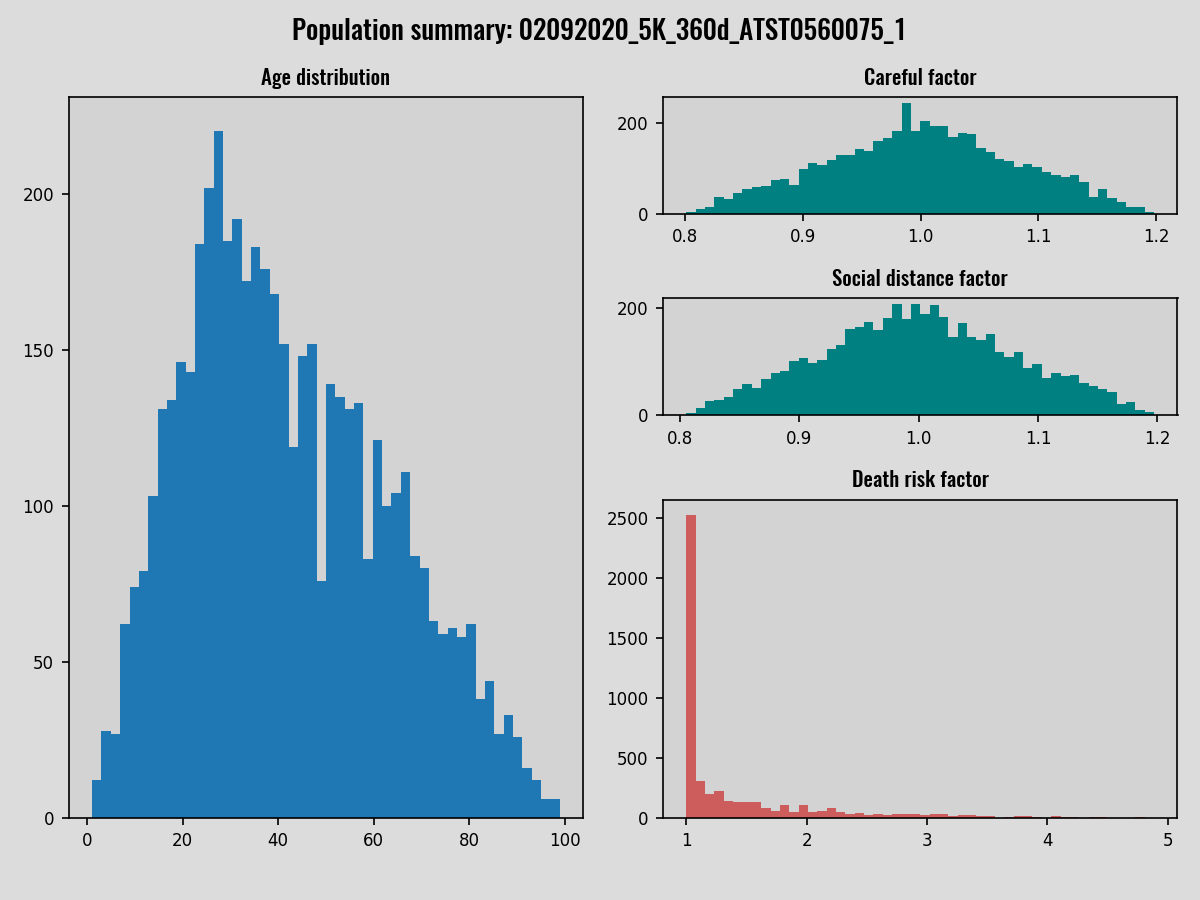 Population summary: 02092020_5K_360d_ATST0560075_1
Age distribution
200
150
100
50
0
0 20 40 60 80 100
Careful factor
200
0
0.8 0.9 1.0 1.1 1.2
Social distance factor
200
0
0.8 0.9 1.0 1.1 1.2
Death risk factor
2500
2000
1500
1000
500
0
1 2 3 4 5